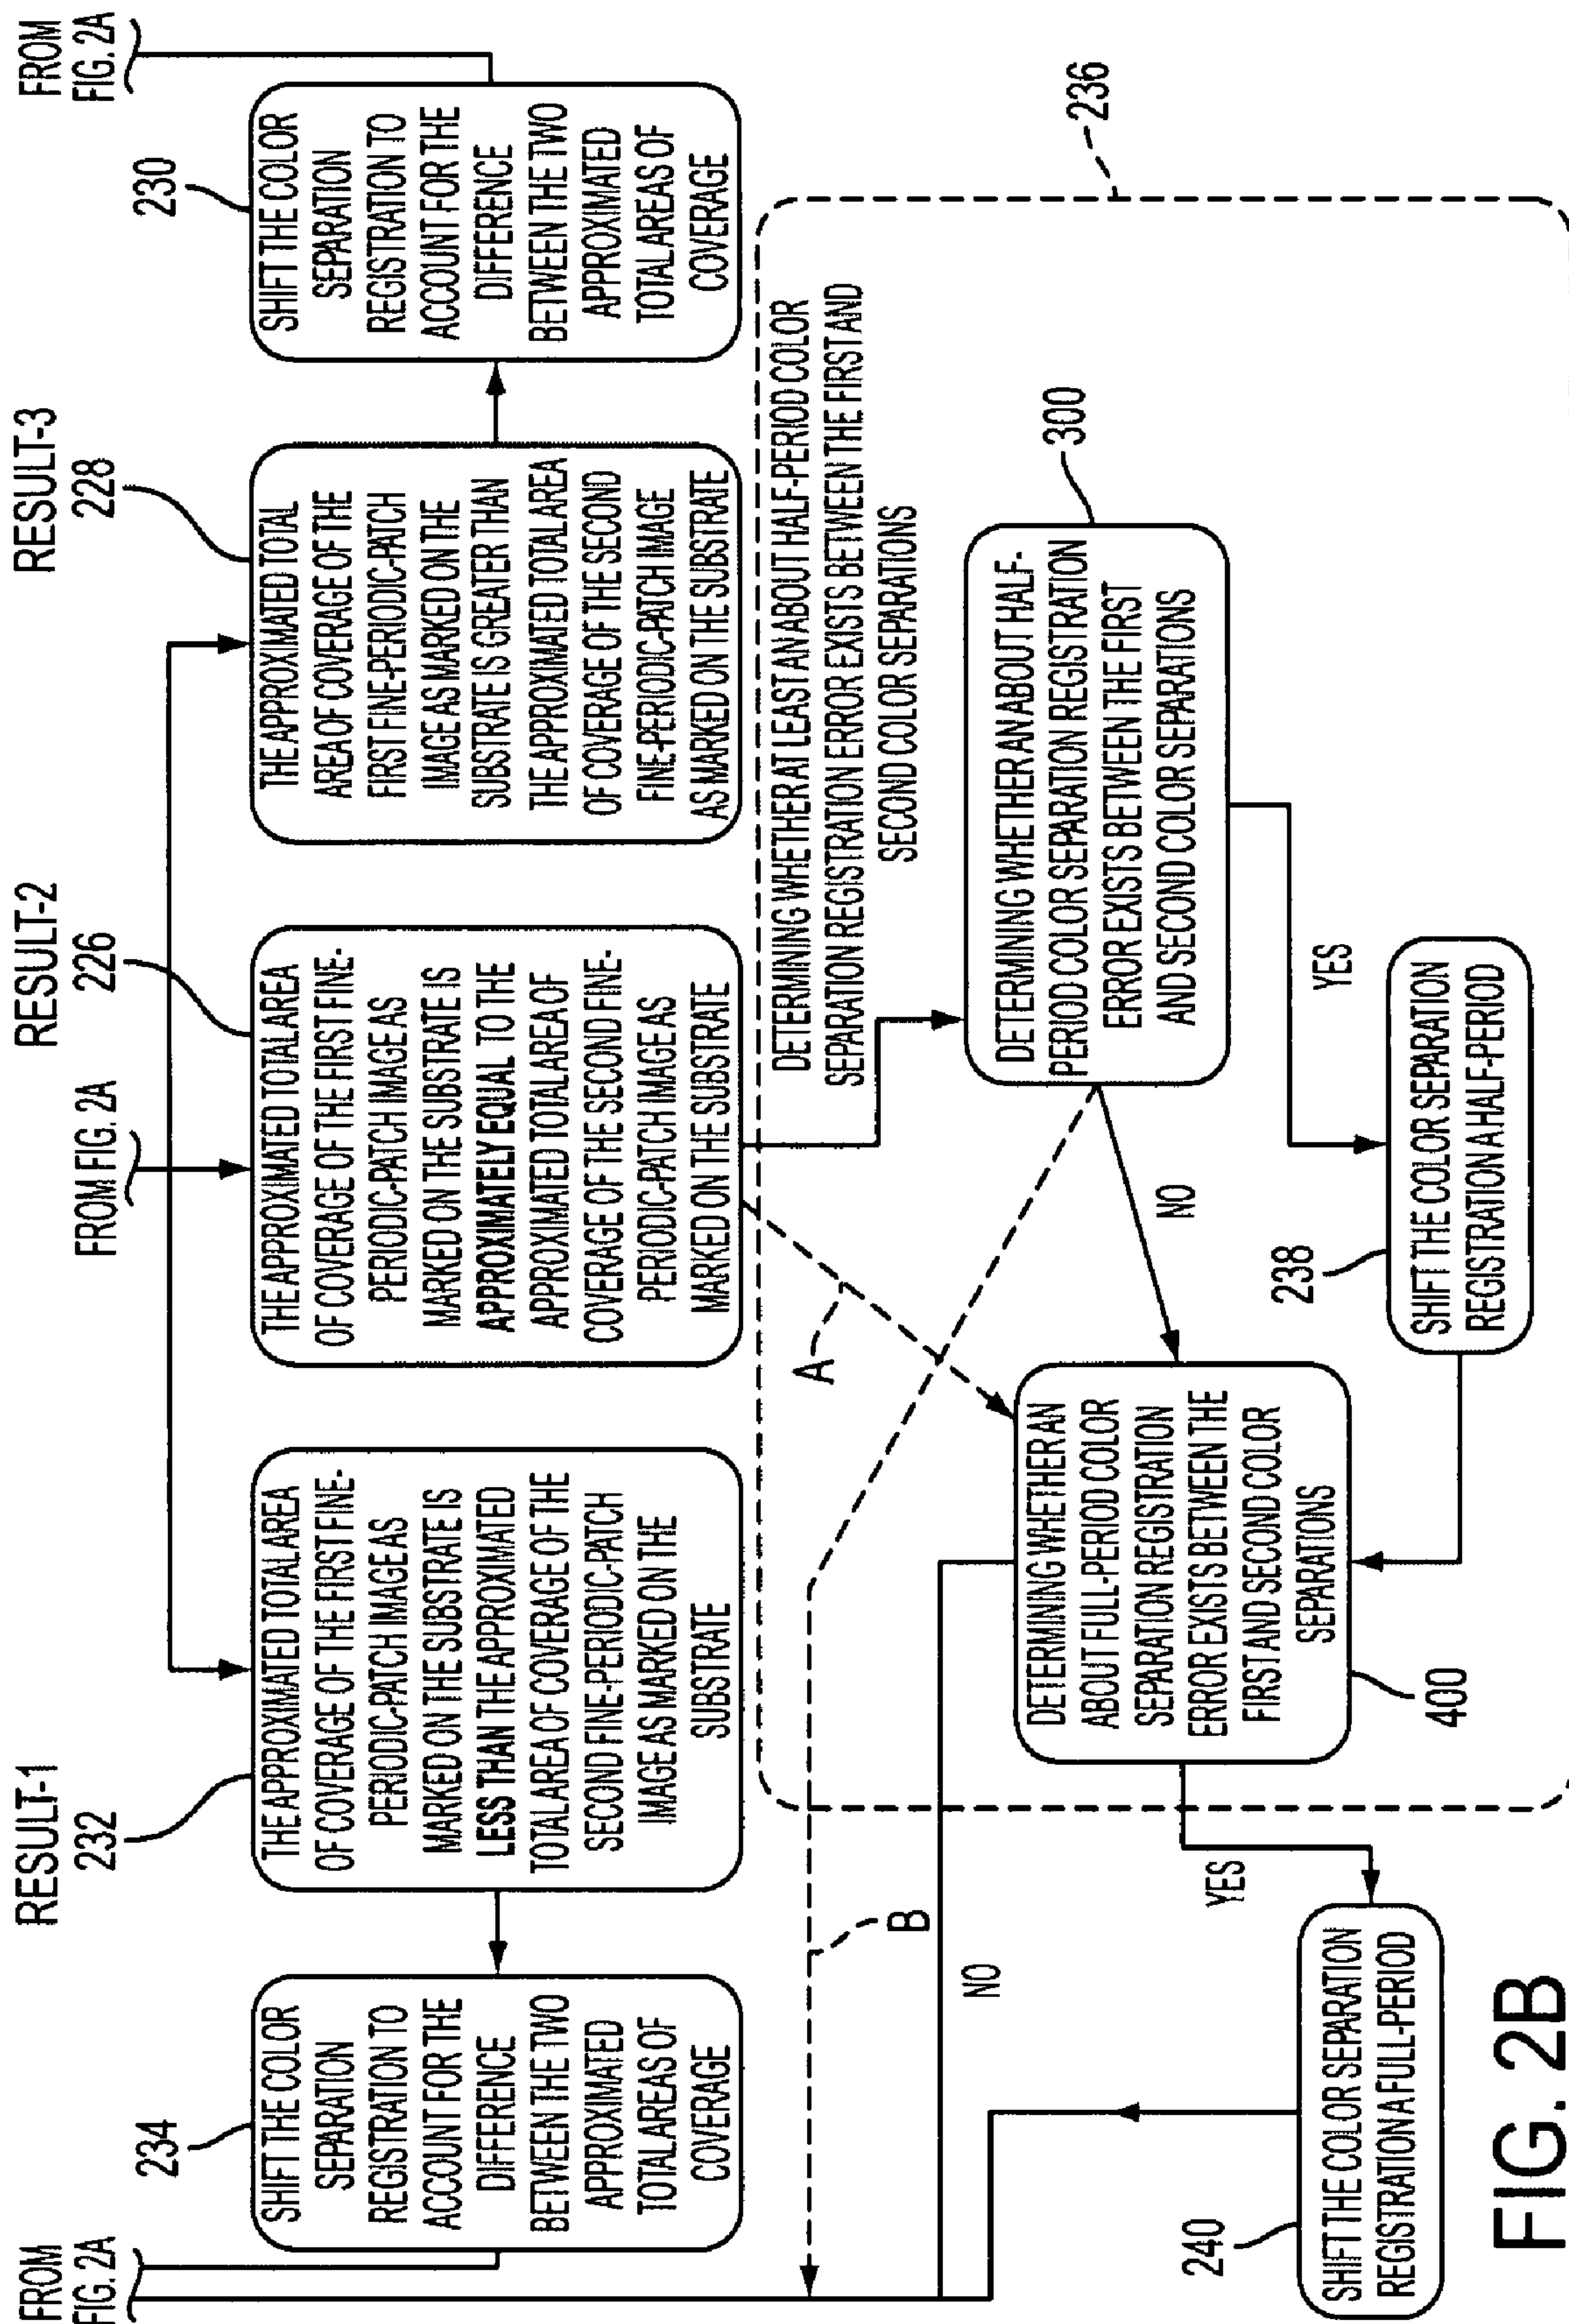 FROM
FIG. 2A
RESULT-1
232
RESULT-2
226
RESULT-3
228
FROM FIG. 2A
FROM
FIG. 2A
234
SHIFT THE COLOR
SEPARATION
REGISTRATION TO
ACCOUNT FOR THE
DIFFERENCE
BETWEEN THE TWO
APPROXIMATED
TOTAL AREAS OF
COVERAGE
THE APPROXIMATED TOTAL AREA
OF COVERAGE OF THE FIRST FINE-
PERIODIC-PATCH IMAGE AS
MARKED ON THE SUBSTRATE IS
LESS THAN THE APPROXIMATED
TOTAL AREA OF COVERAGE OF THE
SECOND FINE-PERIODIC-PATCH
IMAGE AS MARKED ON THE
SUBSTRATE
THE APPROXIMATED TOTAL AREA
OF COVERAGE OF THE FIRST FINE-
PERIODIC-PATCH IMAGE AS
MARKED ON THE SUBSTRATE IS
APPROXIMATELY EQUAL TO THE
APPROXIMATED TOTAL AREA OF
COVERAGE OF THE SECOND FINE-
PERIODIC-PATCH IMAGE AS
MARKED ON THE SUBSTRATE
THE APPROXIMATED TOTAL
AREA OF COVERAGE OF THE
FIRST FINE-PERIODIC-PATCH
IMAGE AS MARKED ON THE
SUBSTRATE IS GREATER THAN
THE APPROXIMATED TOTAL AREA
OF COVERAGE OF THE SECOND
FINE-PERIODIC-PATCH IMAGE
AS MARKED ON THE SUBSTRATE
230
SHIFT THE COLOR
SEPARATION
REGISTRATION TO
ACCOUNT FOR THE
DIFFERENCE
BETWEEN THE TWO
APPROXIMATED
TOTAL AREAS OF
COVERAGE
236
DETERMINING WHETHER AT LEAST AN ABOUT HALF-PERIOD COLOR
SEPARATION REGISTRATION ERROR EXISTS BETWEEN THE FIRST AND
SECOND COLOR SEPARATIONS
A
B
300
DETERMINING WHETHER AN ABOUT HALF-
PERIOD COLOR SEPARATION REGISTRATION
ERROR EXISTS BETWEEN THE FIRST
AND SECOND COLOR SEPARATIONS
NO
YES
DETERMINING WHETHER AN
ABOUT FULL-PERIOD COLOR
SEPARATION REGISTRATION
ERROR EXISTS BETWEEN THE
FIRST AND SECOND COLOR
SEPARATIONS
400
238
SHIFT THE COLOR SEPARATION
REGISTRATION A HALF-PERIOD
NO
YES
240
SHIFT THE COLOR SEPARATION
REGISTRATION A FULL-PERIOD
FIG. 2B